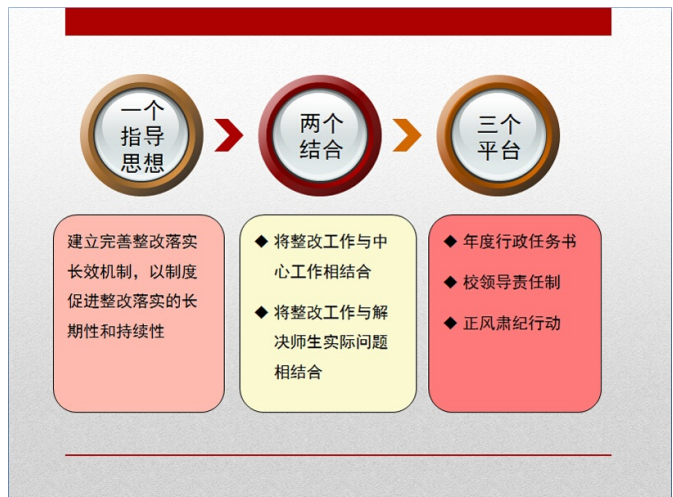 一个
指导
思想
两个
结合
三个
平台
建立完善整改落实
长效机制，以制度
促进整改落实的长
期性和持续性
◆ 将整改工作与中
心工作相结合
◆ 将整改工作与解
决师生实际问题
相结合
◆ 年度行政任务书
◆ 校领导责任制
◆ 正风肃纪行动